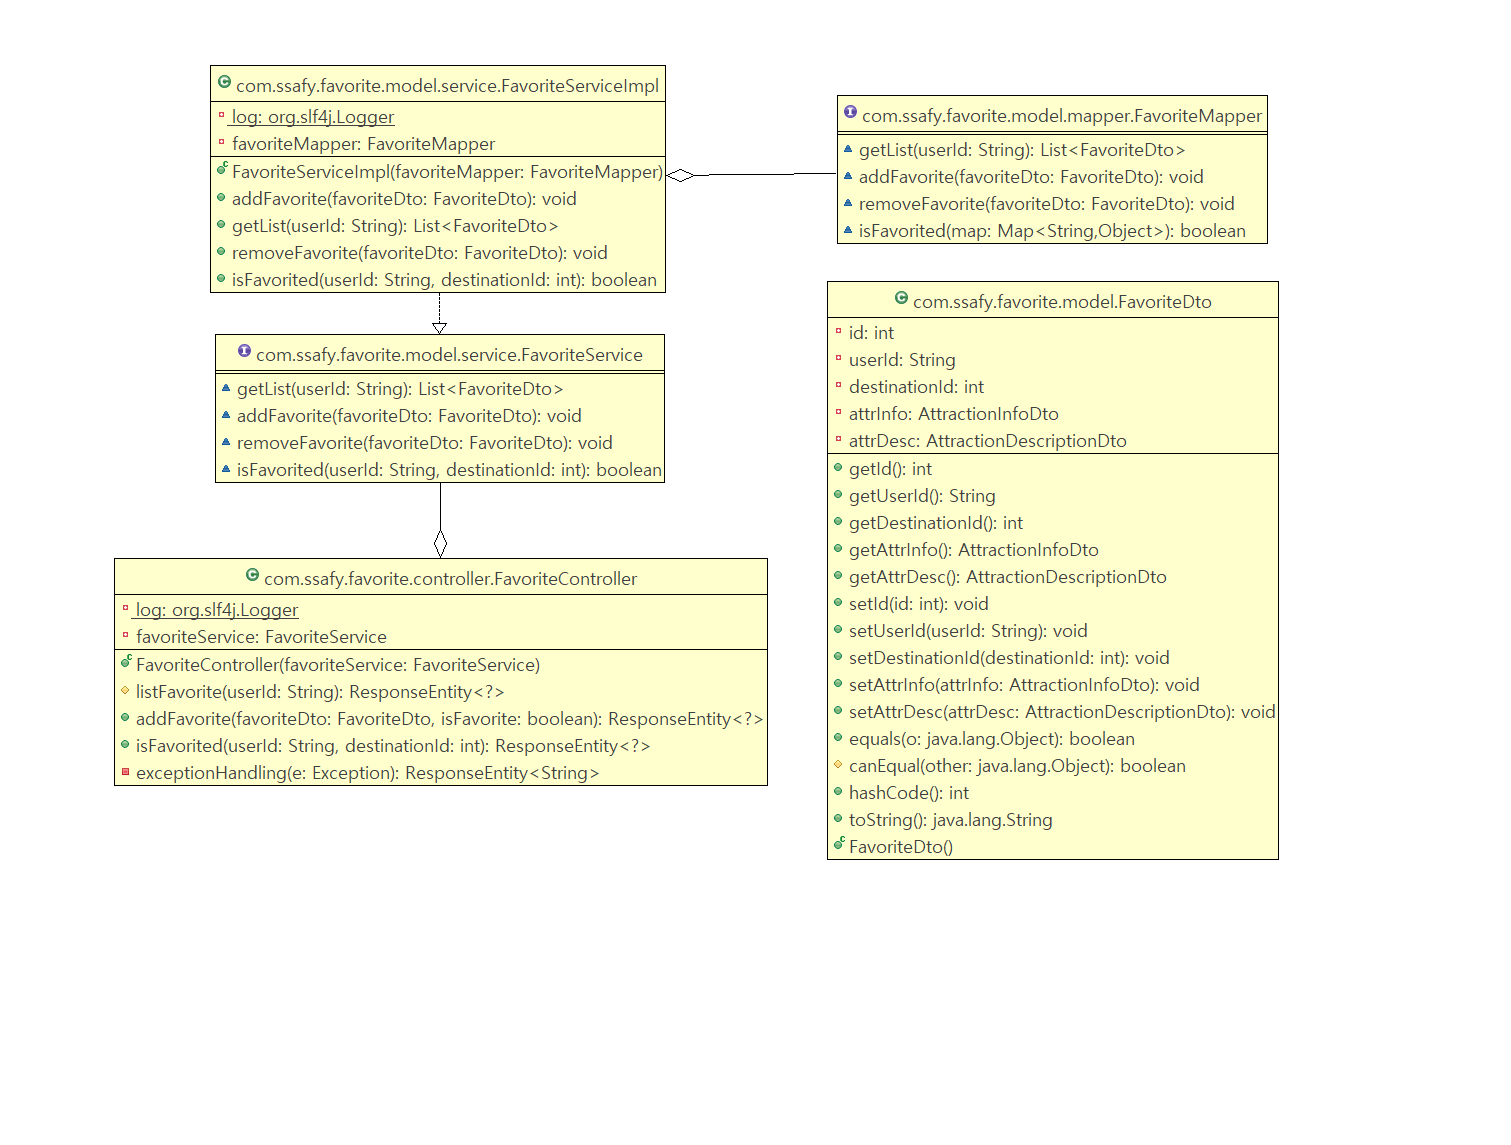 com.ssafy.favorite.model.service.FavoriteServiceImpl
log: org.slf4j.Logger
favoriteMapper: FavoriteMapper
FavoriteServiceImpl(favoriteMapper: FavoriteMapper)
addFavorite(favoriteDto: FavoriteDto): void
getList(userId: String): List<FavoriteDto>
removeFavorite(favoriteDto: FavoriteDto): void
isFavorited(userId: String, destinationId: int): boolean
com.ssafy.favorite.model.mapper.FavoriteMapper
getList(userId: String): List<FavoriteDto>
addFavorite(favoriteDto: FavoriteDto): void
removeFavorite(favoriteDto: FavoriteDto): void
isFavorited(map: Map<String,Object>): boolean
com.ssafy.favorite.model.service.FavoriteService
getList(userId: String): List<FavoriteDto>
addFavorite(favoriteDto: FavoriteDto): void
removeFavorite(favoriteDto: FavoriteDto): void
isFavorited(userId: String, destinationId: int): boolean
com.ssafy.favorite.controller.FavoriteController
log: org.slf4j.Logger
favoriteService: FavoriteService
FavoriteController(favoriteService: FavoriteService)
listFavorite(userId: String): ResponseEntity<?>
addFavorite(favoriteDto: FavoriteDto, isFavorite: boolean): ResponseEntity<?>
isFavorited(userId: String, destinationId: int): ResponseEntity<?>
exceptionHandling(e: Exception): ResponseEntity<String>
com.ssafy.favorite.model.FavoriteDto
id: int
userId: String
destinationId: int
attrInfo: AttractionInfoDto
attrDesc: AttractionDescriptionDto
getId(): int
getUserId(): String
getDestinationId(): int
getAttrInfo(): AttractionInfoDto
getAttrDesc(): AttractionDescriptionDto
setId(id: int): void
setUserId(userId: String): void
setDestinationId(destinationId: int): void
setAttrInfo(attrInfo: AttractionInfoDto): void
setAttrDesc(attrDesc: AttractionDescriptionDto): void
equals(o: java.lang.Object): boolean
canEqual(other: java.lang.Object): boolean
hashCode(): int
toString(): java.lang.String
FavoriteDto()